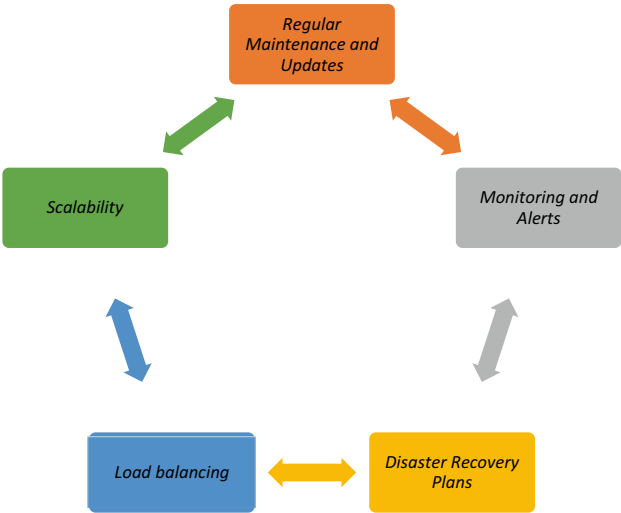 Regular
Maintenance and
Updates
Scalability
Monitoring and
Alerts
Load balancing
Disaster Recovery
Plans